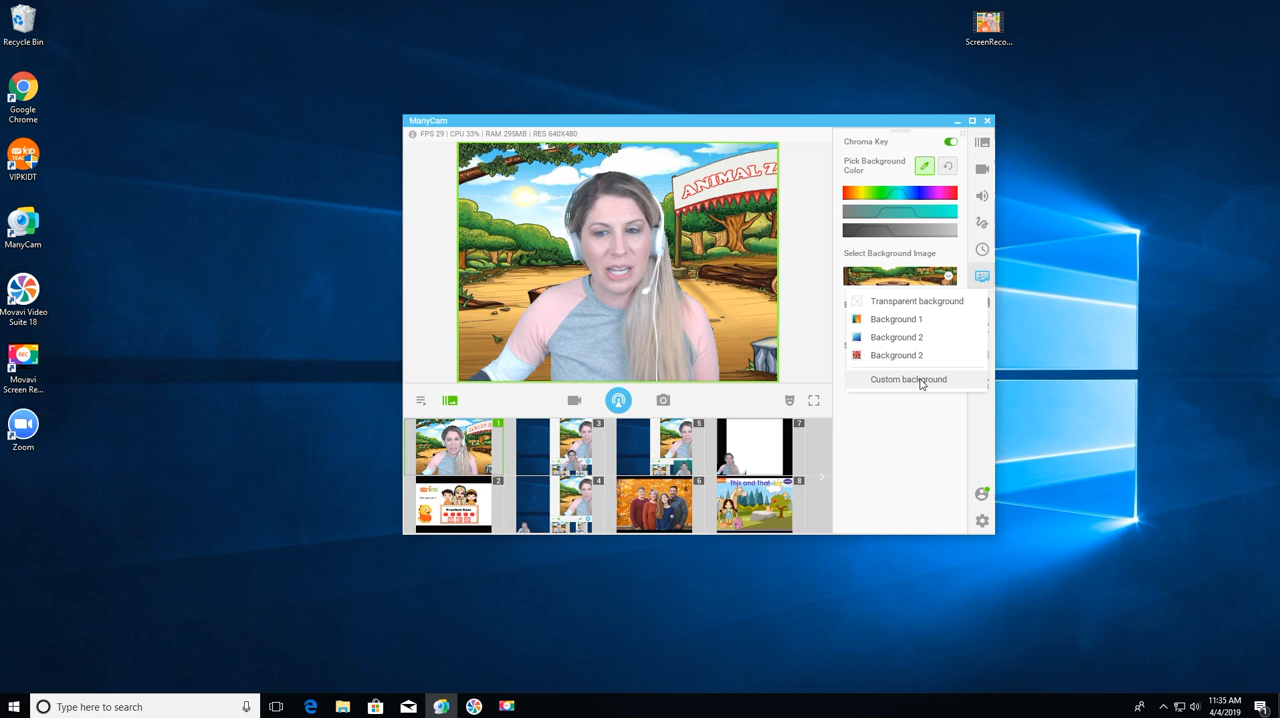 Recycle Bin
Google
Chrome
VIPKIDT
ManyCam
Movavi Video
Suite 18
Movavi
Screen Re...
Zoom
ScreenReco...
ManyCam
FPS 29 | CPU 33% | RAM 295MB | RES 640X480
ANIMAL Z
Chroma Key
Pick Background
Color
Select Background Image
Transparent background
Background 1
Background 2
Background 2
Custom background
1
3
5
7
2
4
6
8
This and That
Type here to search
11:35 AM
4/4/2019
1